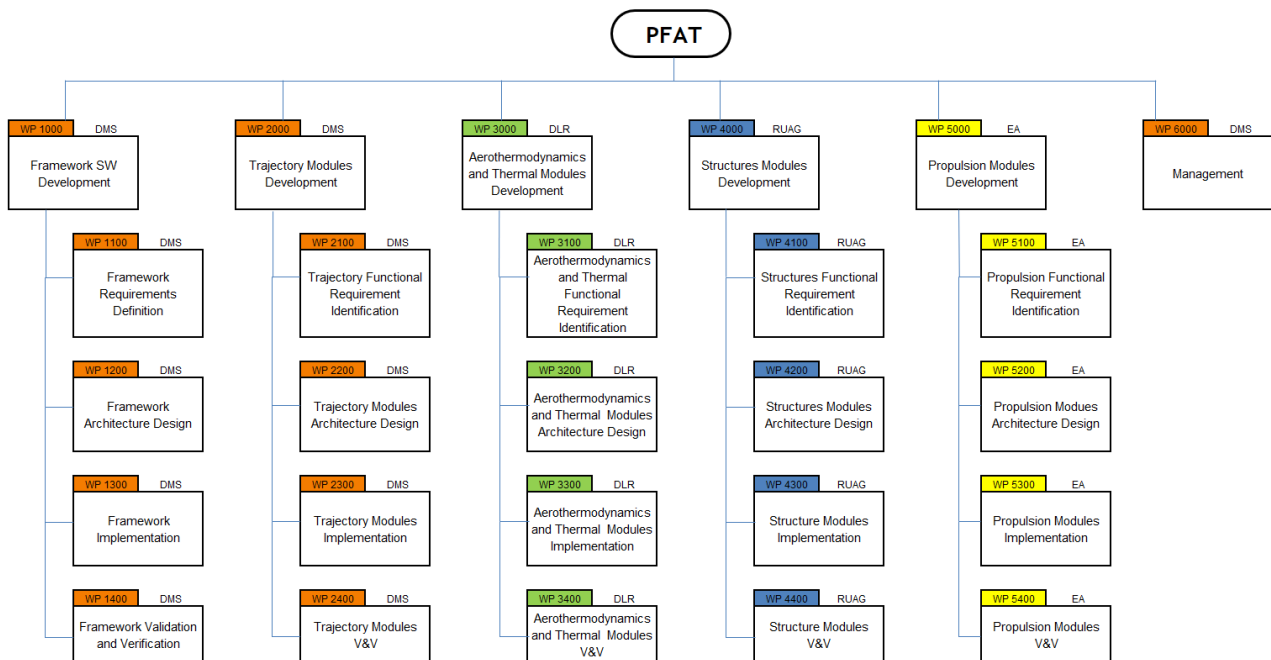 PFAT
WP 1000 DMS
Framework SW
Development
WP 2000 DMS
Trajectory Modules
Development
WP 3000 DLR
Aerothermodynamics
and Thermal Modules
Development
WP 4000 RUAG
Structures Modules
Development
WP 5000 EA
Propulsion Modules
Development
WP 6000 DMS
Management
WP 1100 DMS
Framework
Requirements
Definition
WP 2100 DMS
Trajectory Functional
Requirement
Identification
WP 3100 DLR
Aerothermodynamics
and Thermal
Functional
Requirement
Identification
WP 4100 RUAG
Structures Functional
Requirement
Identification
WP 5100 EA
Propulsion Functional
Requirement
Identification
WP 1200 DMS
Framework
Architecture Design
WP 2200 DMS
Trajectory Modules
Architecture Design
WP 3200 DLR
Aerothermodynamics
and Thermal Modules
Architecture Design
WP 4200 RUAG
Structures Modules
Architecture Design
WP 5200 EA
Propulsion Modues
Architecture Design
WP 1300 DMS
Framework
Implementation
WP 2300 DMS
Trajectory Modules
Implementation
WP 3300 DLR
Aerothermodynamics
and Thermal Modules
Implementation
WP 4300 RUAG
Structure Modules
Implementation
WP 5300 EA
Propulsion Modules
Implementation
WP 1400 DMS
Framework Validation
and Verification
WP 2400 DMS
Trajectory Modules
V&V
WP 3400 DLR
Aerothermodynamics
and Thermal Modules
V&V
WP 4400 RUAG
Structure Modules
V&V
WP 5400 EA
Propulsion Modules
V&V